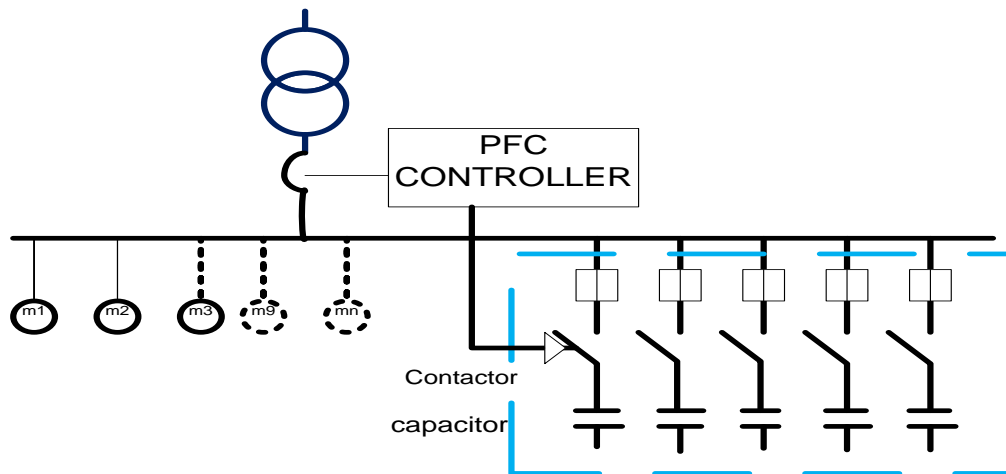 PFC
CONTROLLER
m1
m2
m3
m9
mn
Contactor
capacitor